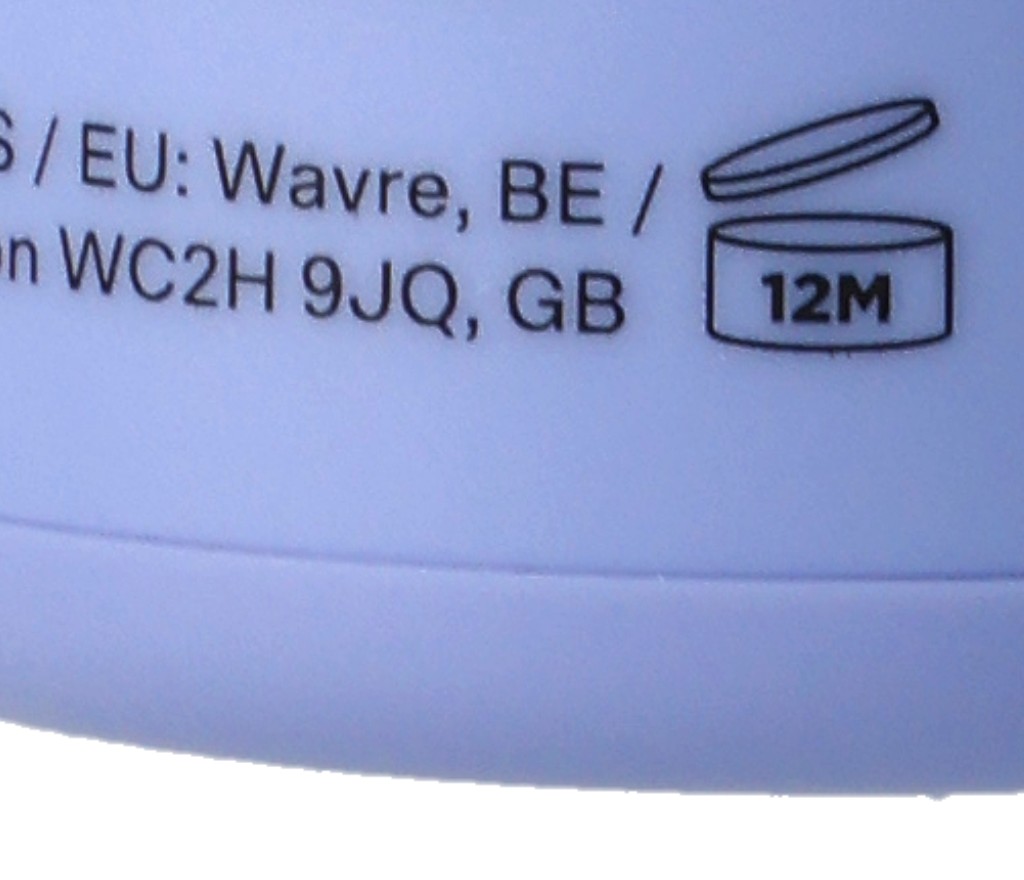 / EU: Wavre, BE /
WC2H 9JQ, GB
12M